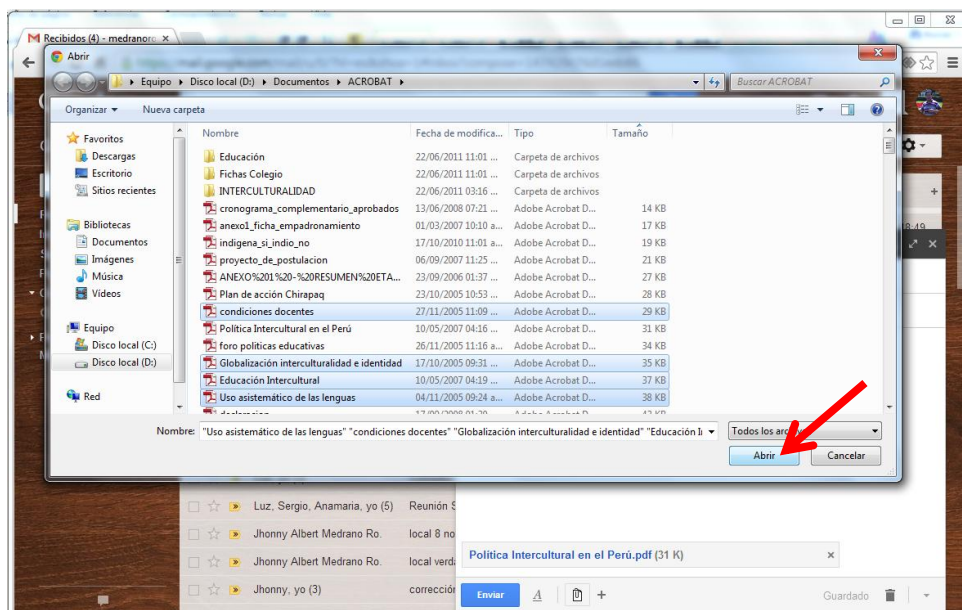 Recibidos (4) - medranorc
Abrir
Equipo Disco local (D:) Documentos ACROBAT
Buscar ACROBAT
Organizar Nueva carpeta
Nombre Fecha de modifica... Tipo Tamaño
Favoritos
Descargas
Escritorio
Sitios recientes
Bibliotecas
Documentos
Imágenes
Música
Vídeos
Equipo
Disco local (C:)
Disco local (D:)
Red
Educación 22/06/2011 11:01 ... Carpeta de archivos
Fichas Colegio 22/06/2011 11:01 ... Carpeta de archivos
INTERCULTURALIDAD 22/06/2011 03:16 ... Carpeta de archivos
cronograma_complementario_aprobados 13/06/2008 07:21 ... Adobe Acrobat D... 14 KB
anexo1_ficha_empadronamiento 01/03/2007 10:10 a... Adobe Acrobat D... 17 KB
indigena_si_indio_no 17/10/2010 11:01 a... Adobe Acrobat D... 19 KB
proyecto_de_postulacion 06/09/2007 11:25 ... Adobe Acrobat D... 21 KB
ANEXO%201%20-%20RESUMEN%20ETA... 23/09/2006 01:37 ... Adobe Acrobat D... 27 KB
Plan de acción Chirapaq 23/10/2005 10:53 ... Adobe Acrobat D... 28 KB
condiciones docentes 27/11/2005 11:09 ... Adobe Acrobat D... 29 KB
Política Intercultural en el Perú 10/05/2007 04:16 ... Adobe Acrobat D... 31 KB
foro politicas educativas 26/11/2005 11:16 a... Adobe Acrobat D... 34 KB
Globalización interculturalidad e identidad 17/10/2005 09:31 ... Adobe Acrobat D... 35 KB
Educación Intercultural 10/05/2007 04:19 ... Adobe Acrobat D... 37 KB
Uso asistemático de las lenguas 04/11/2005 09:24 a... Adobe Acrobat D... 38 KB
Nombre: "Uso asistemático de las lenguas" "condiciones docentes" "Globalización interculturalidad e identidad" "Educación I
Todos los
Abrir Cancelar
Luz, Sergio, Anamaria, yo (5) Reunión
Jhonny Albert Medrano Ro. local 8 no
Jhonny Albert Medrano Ro. local
Jhonny, yo (3)
Política Intercultural en el Perú.pdf (31 K)
Enviar A Guardado